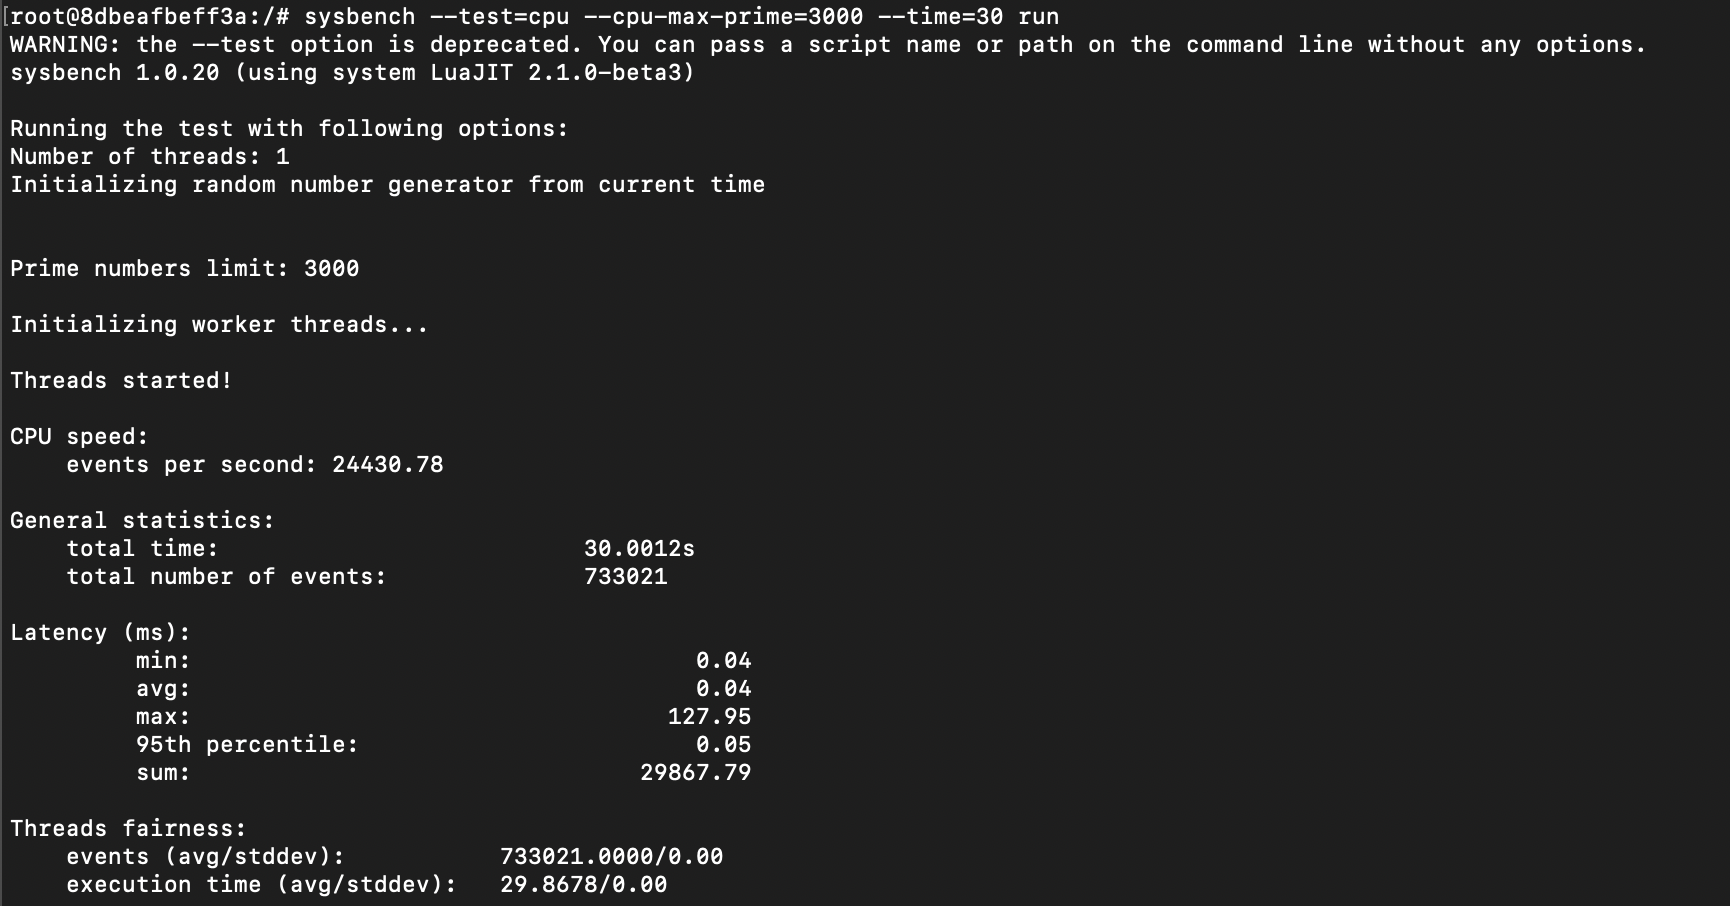 [root@8dbeafbeff3a:/# sysbench --test=cpu --cpu-max-prime=3000 --time=30 run
WARNING: the --test option is deprecated. You can pass a script name or path on the command line without any options.
sysbench 1.0.20 (using system LuaJIT 2.1.0-beta3)
Running the test with following options:
Number of threads: 1
Initializing random number generator from current time
Prime numbers limit: 3000
Initializing worker threads...
Threads started!
CPU speed:
events per second: 24430.78
General statistics:
total time: 30.0012s
total number of events: 733021
Latency (ms):
min: 0.04
avg: 0.04
max: 127.95
95th percentile: 0.05
sum: 29867.79
Threads fairness:
events (avg/stddev): 733021.0000/0.00
execution time (avg/stddev): 29.8678/0.00